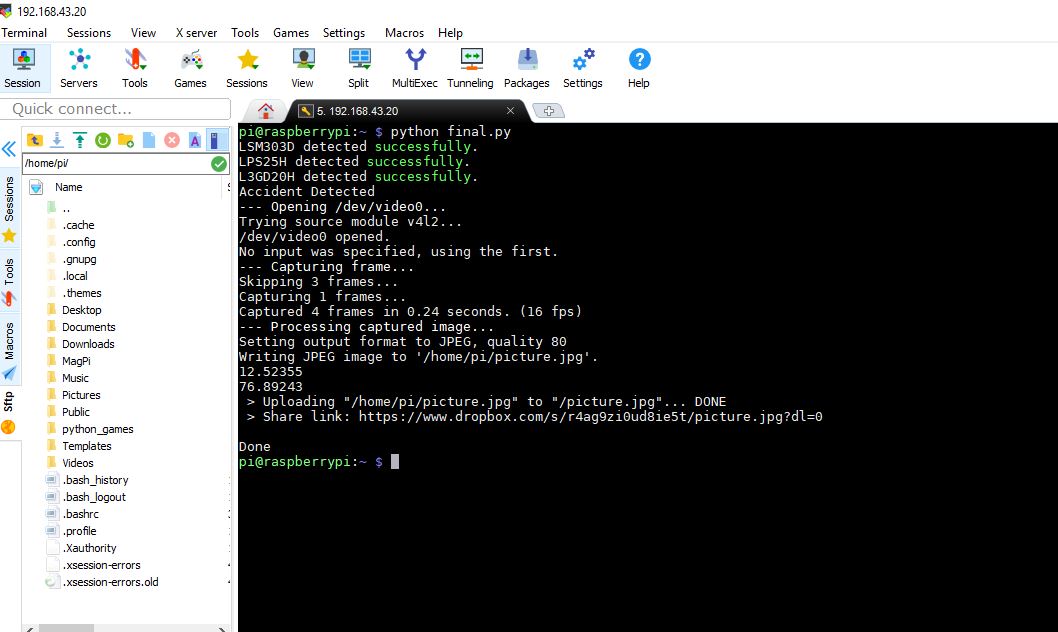 192.168.43.20
Terminal Sessions View X server Tools Games Settings Macros Help
Session Servers Tools Games Sessions View Split MultiExec Tunneling Packages Settings Help
Quick connect...
5. 192.168.43.20
/home/pi/
Name
..
.cache
.config
.gnupg
.local
.themes
Desktop
Documents
Downloads
MagPi
Music
Pictures
Public
python_games
Templates
Videos
.bash_history
.bash_logout
.bashrc
.profile
.Xauthority
.xsession-errors
.xsession-errors.old
Sessions
Tools
Macros
Sftp
pi@raspberrypi:~ $ python final.py
LSM303D detected successfully.
LPS25H detected successfully.
L3GD20H detected successfully.
Accident Detected
--- Opening /dev/video0...
Trying source module v4l2...
/dev/video0 opened.
No input was specified, using the first.
--- Capturing frame...
Skipping 3 frames...
Capturing 1 frames...
Captured 4 frames in 0.24 seconds. (16 fps)
--- Processing captured image...
Setting output format to JPEG, quality 80
Writing JPEG image to '/home/pi/picture.jpg'.
12.52355
76.89243
> Uploading "/home/pi/picture.jpg" to "/picture.jpg"... DONE
> Share link: https://www.dropbox.com/s/r4ag9zi0ud8ie5t/picture.jpg?dl=0
Done
pi@raspberrypi:~ $